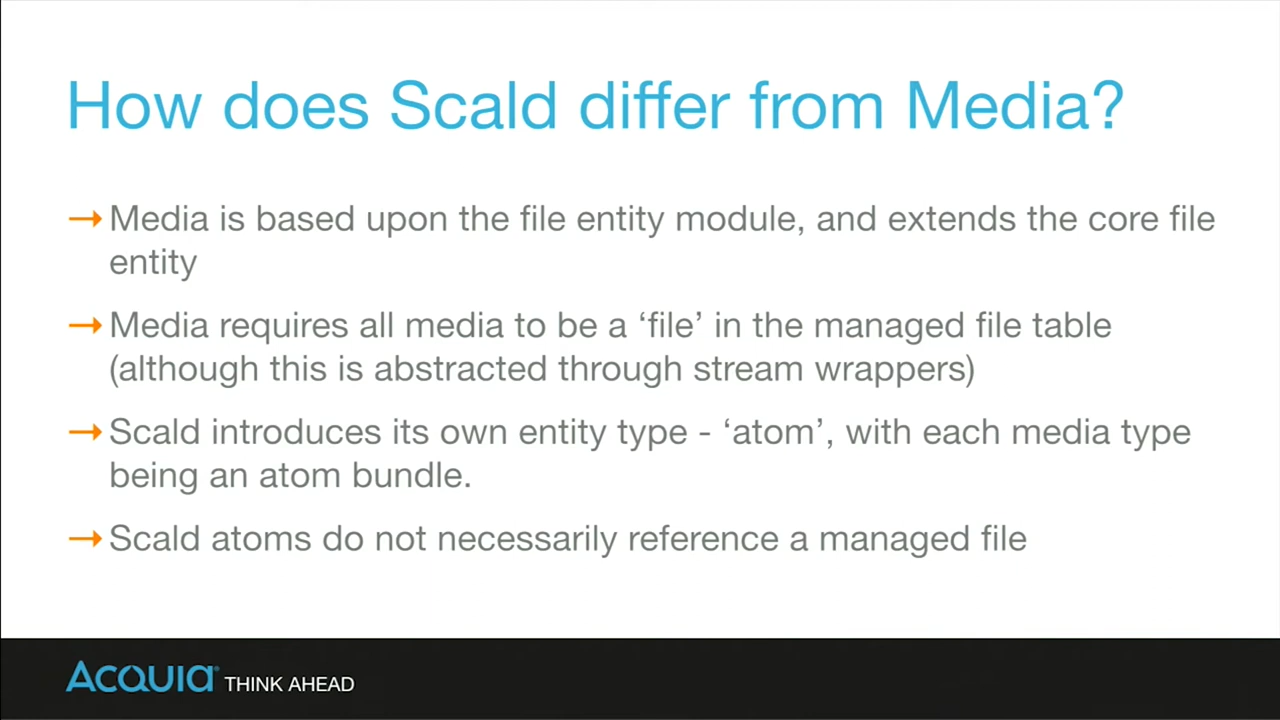 How does Scald differ from Media?
→ Media is based upon the file entity module, and extends the core file
entity
→ Media requires all media to be a ‘file’ in the managed file table
(although this is abstracted through stream wrappers)
→ Scald introduces its own entity type - ‘atom’, with each media type
being an atom bundle.
→ Scald atoms do not necessarily reference a managed file
ACQUIA® THINK AHEAD